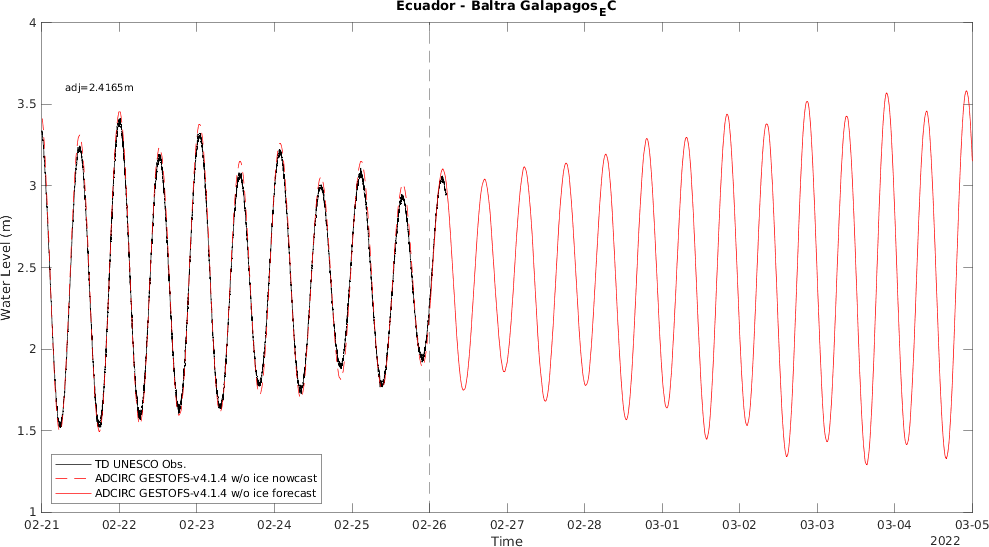 Ecuador - Baltra GalapagosEC
4
adj=2.4165m
3.5
3
2.5
2
1.5
1
Water Level (m)
TD UNESCO Obs.
ADCIRC GESTOFS-v4.1.4 w/o ice nowcast
ADCIRC GESTOFS-v4.1.4 w/o ice forecast
02-21 02-22 02-23 02-24 02-25 02-26 02-27 02-28 03-01 03-02 03-03 03-04 03-05
Time
2022